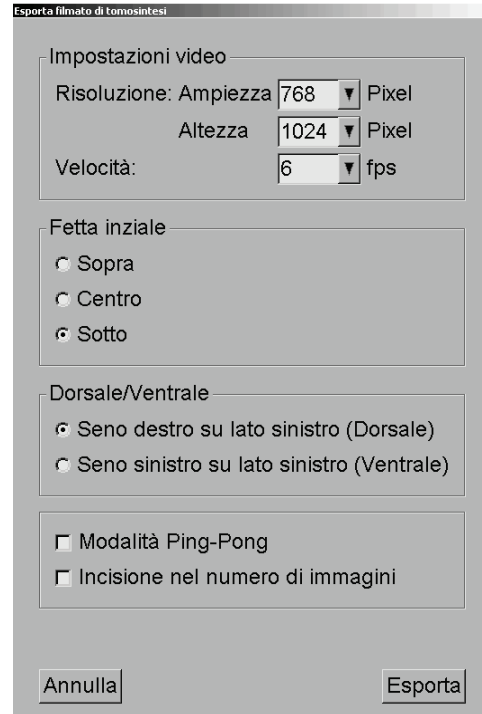 Esporta filmato di tomosintesi
Impostazioni video
Risoluzione: Ampiezza 768 Pixel
Altezza 1024 Pixel
Velocità: 6 fps
Fetta inziale
Sopra
Centro
Sotto
Dorsale/Ventrale
Seno destro su lato sinistro (Dorsale)
Seno sinistro su lato sinistro (Ventrale)
Modalità Ping-Pong
Incisione nel numero di immagini
Annulla Esporta